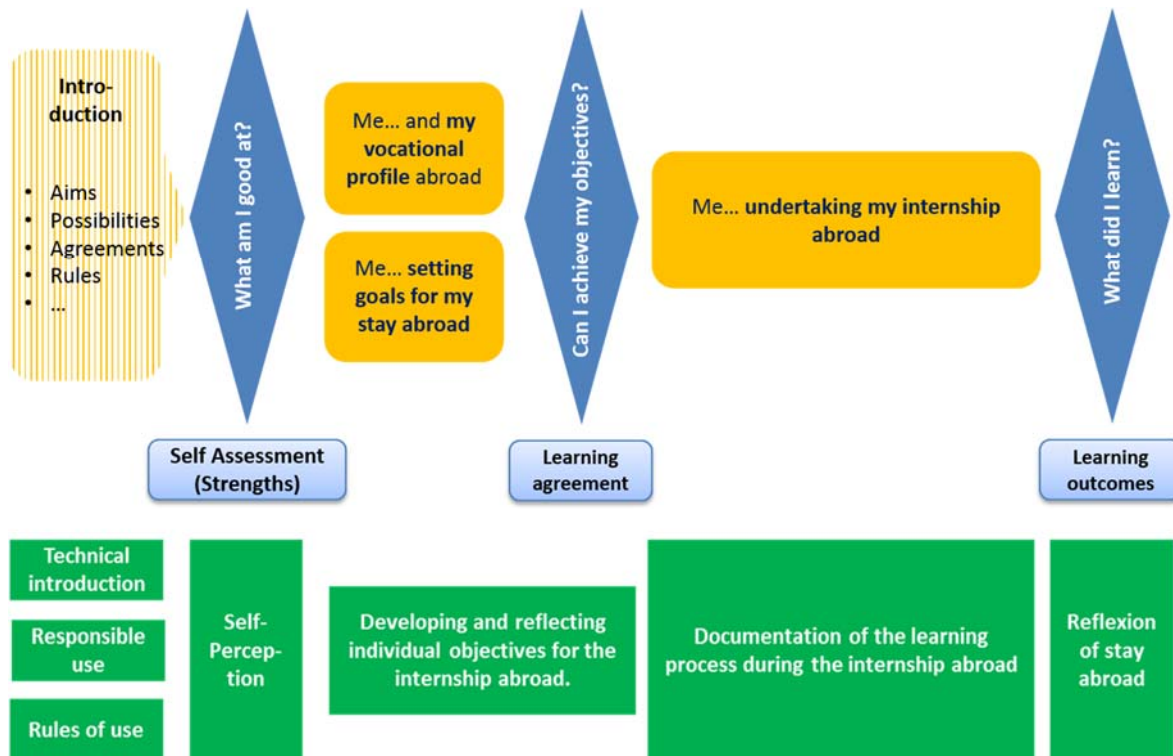 Intro-
duction
• Aims
• Possibilities
• Agreements
• Rules
• ...
What am I good at?
Me... and my
vocational
profile abroad
Me... setting
goals for my
stay abroad
Can I achieve my objectives?
Me... undertaking my internship
abroad
What did I learn?
Self Assessment
(Strengths)
Learning
agreement
Learning
outcomes
Technical
introduction
Responsible
use
Rules of use
Self-
Percep-
tion
Developing and reflecting
individual objectives for the
internship abroad.
Documentation of the learning
process during the internship abroad
Reflexion
of stay
abroad